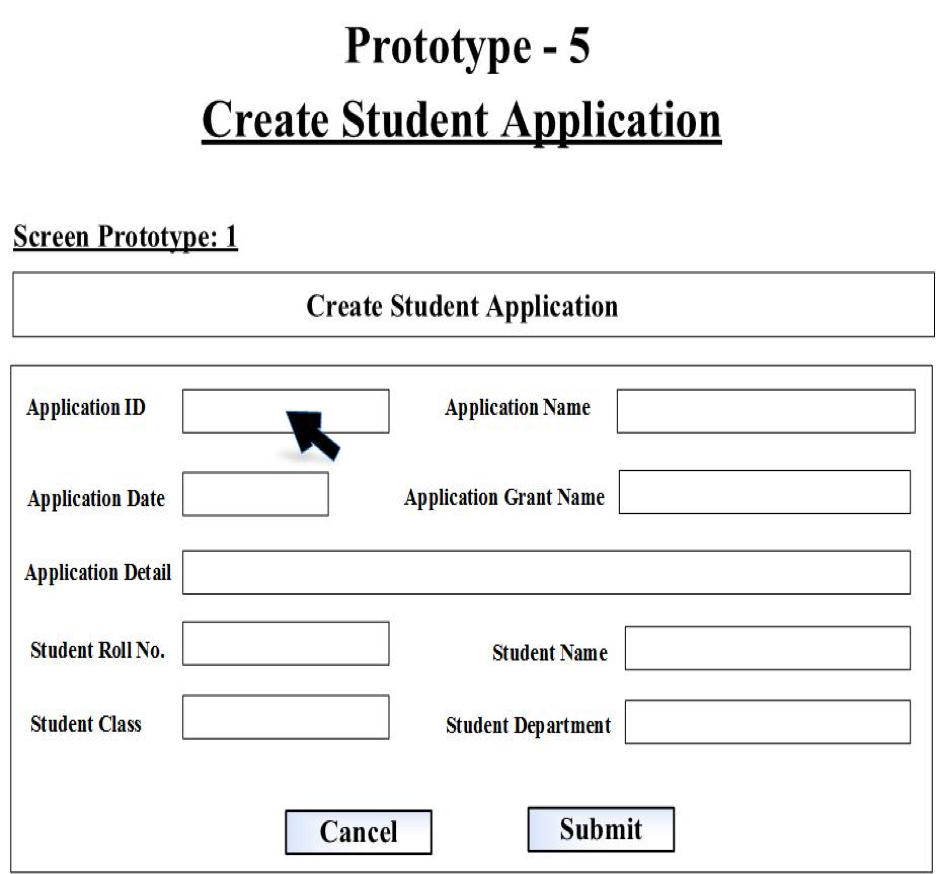 Prototype - 5
Create Student Application
Screen Prototype: 1
Create Student Application
Application ID
Application Name
Application Date
Application Grant Name
Application Detail
Student Roll No.
Student Name
Student Class
Student Department
Cancel
Submit